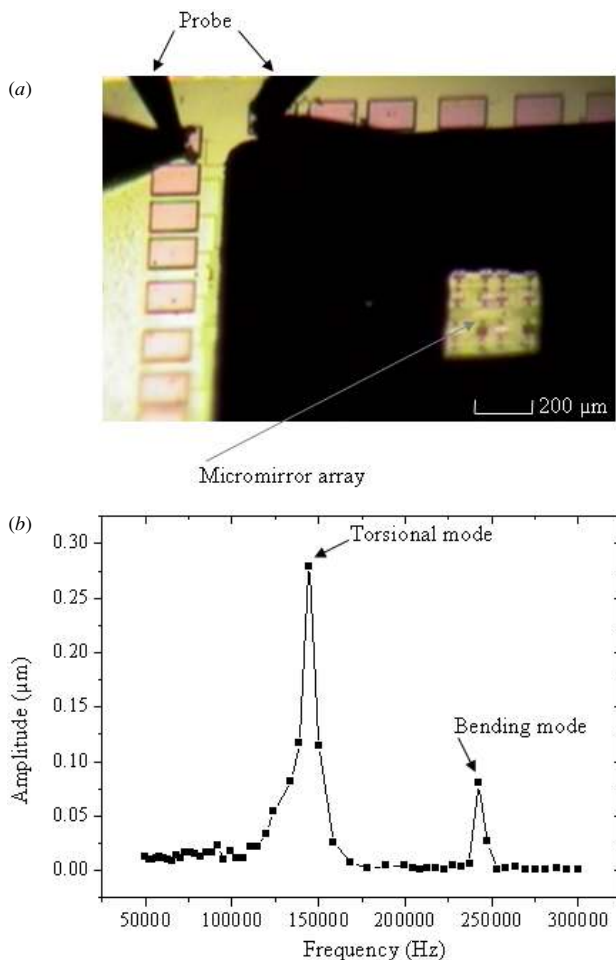 Probe
(a)
200 μm
Micromirror array
(b)
Torsional mode
Bending mode
Amplitude (μm)
0.30
0.25
0.20
0.15
0.10
0.05
0.00
50000 100000 150000 200000 250000 300000
Frequency (Hz)